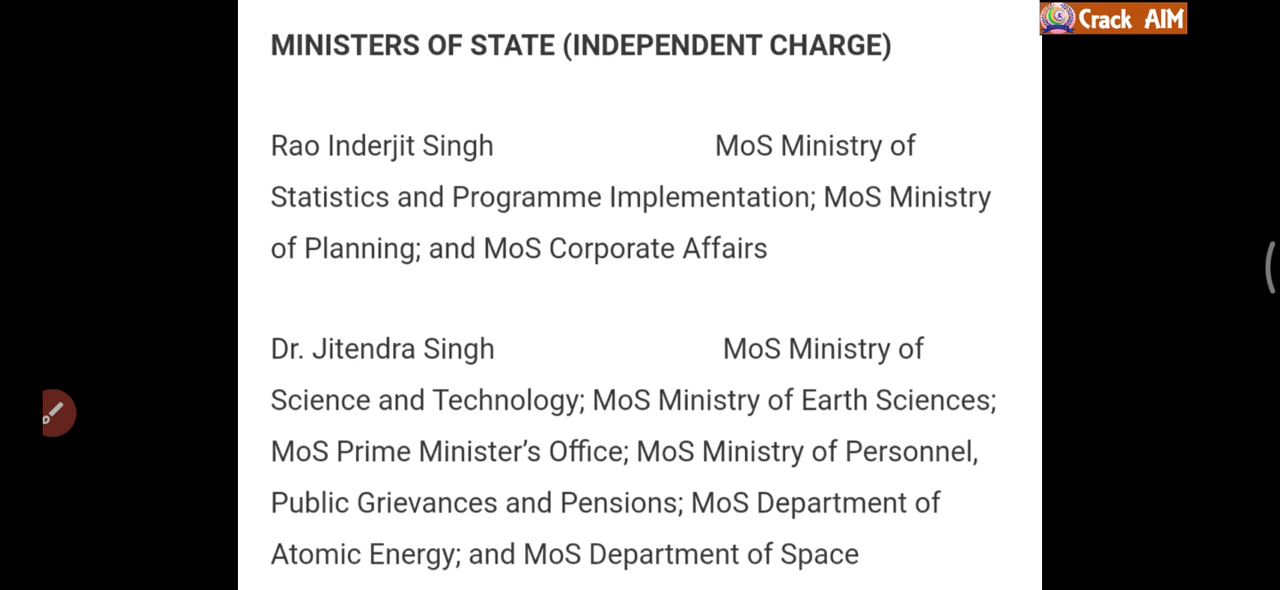 Crack AIM
MINISTERS OF STATE (INDEPENDENT CHARGE)
Rao Inderjit Singh MoS Ministry of
Statistics and Programme Implementation; MoS Ministry
of Planning; and MoS Corporate Affairs
Dr. Jitendra Singh MoS Ministry of
Science and Technology; MoS Ministry of Earth Sciences;
MoS Prime Minister’s Office; MoS Ministry of Personnel,
Public Grievances and Pensions; MoS Department of
Atomic Energy; and MoS Department of Space